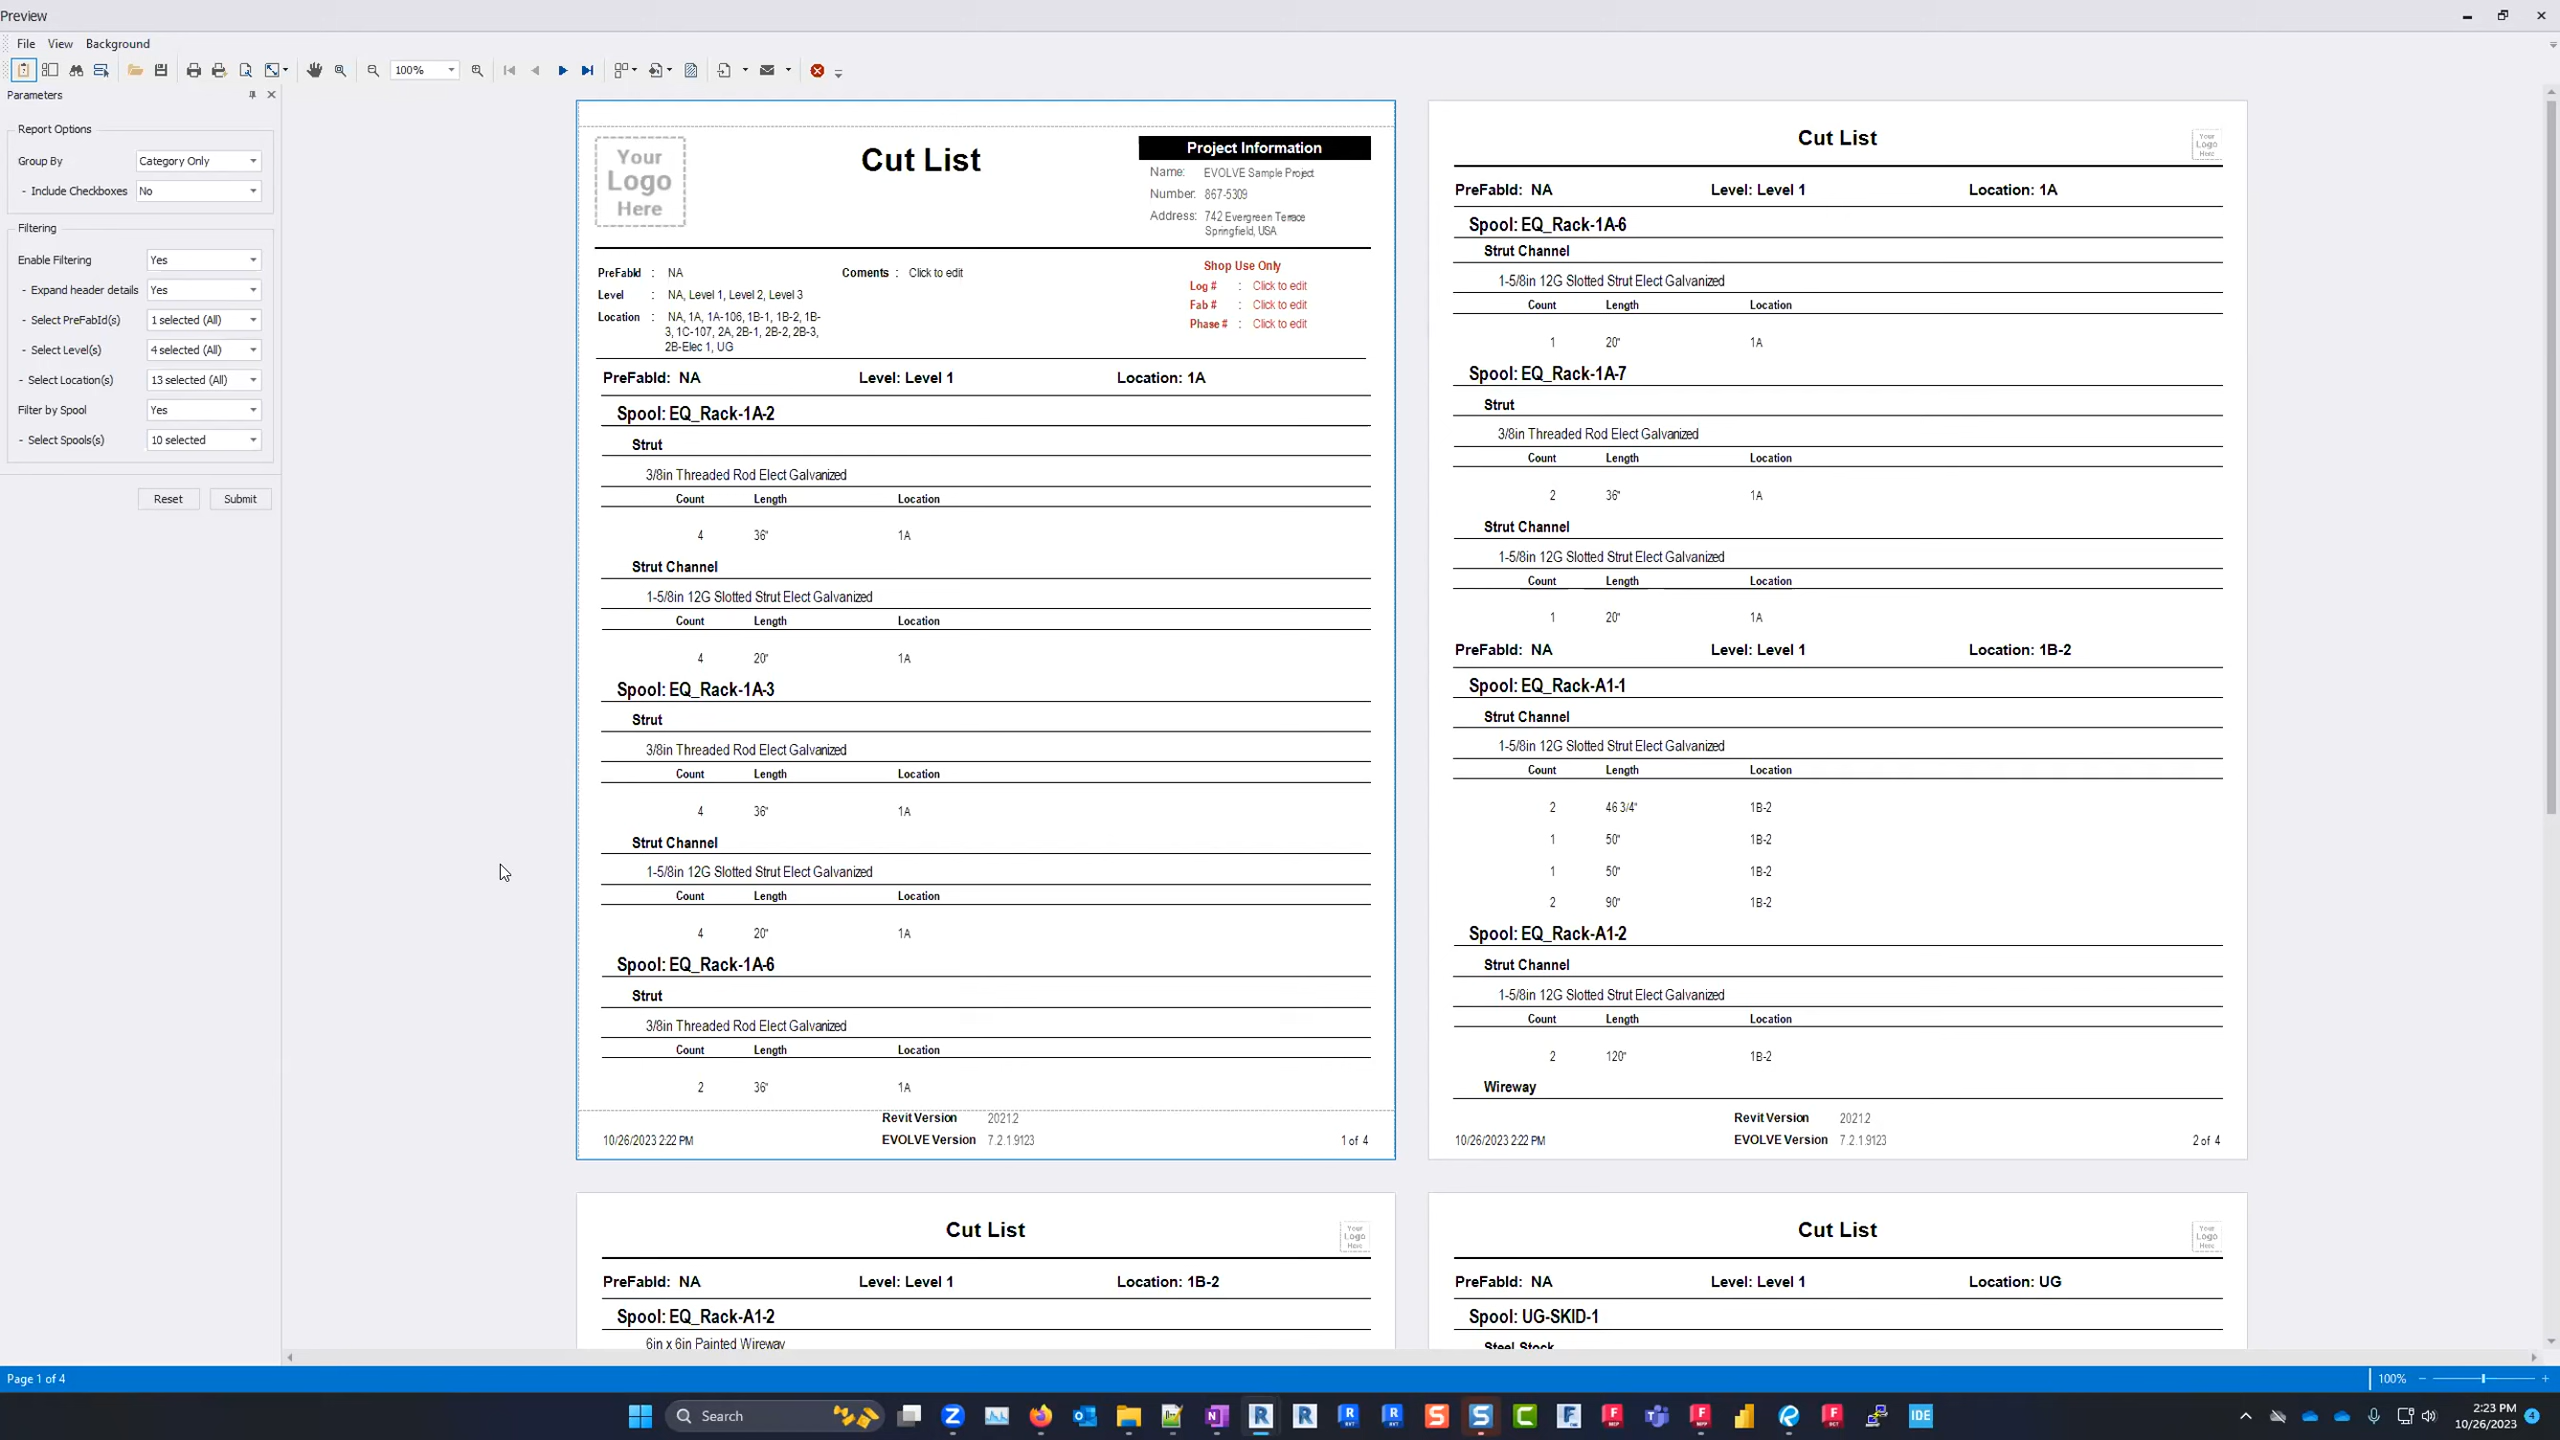 Preview
File View Background
100%
Parameters
Report Options
Group By Category Only
- Include Checkboxes No
Filtering
Enable Filtering Yes
- Expand header details Yes
- Select PreFabId(s) 1 selected (All)
- Select Level(s) 4 selected (All)
- Select Location(s) 13 selected (All)
Filter by Spool Yes
- Select Spools(s) 10 selected
Reset Submit
Your
Logo
Here
Cut List
Project Information
Name: EVOLVE Sample Project
Number: 867-5309
Address: 742 Evergreen Terrace
Springfield, USA
PreFabId : NA
Level : NA, Level 1, Level 2, Level 3
Location : NA, 1A, 1A-106, 1B-1, 1B-2, 1B-
3, 1C-107, 2A, 2B-1, 2B-2, 2B-3,
2B-Elec 1, UG
Coments : Click to edit
Shop Use Only
Log # : Click to edit
Fab # : Click to edit
Phase # : Click to edit
PreFabId: NA Level: Level 1 Location: 1A
Spool: EQ_Rack-1A-2
Strut
3/8in Threaded Rod Elect Galvanized
Count Length Location
4 36" 1A
Strut Channel
1-5/8in 12G Slotted Strut Elect Galvanized
Count Length Location
4 20" 1A
Spool: EQ_Rack-1A-3
Strut
3/8in Threaded Rod Elect Galvanized
Count Length Location
4 36" 1A
Strut Channel
1-5/8in 12G Slotted Strut Elect Galvanized
Count Length Location
4 20" 1A
Spool: EQ_Rack-1A-6
Strut
3/8in Threaded Rod Elect Galvanized
Count Length Location
2 36" 1A
Revit Version 2021.2
10/26/2023 2:22 PM EVOLVE Version 7.2.1.9123 1 of 4
Cut List
Your
Logo
Here
PreFabId: NA Level: Level 1 Location: 1A
Spool: EQ_Rack-1A-6
Strut Channel
1-5/8in 12G Slotted Strut Elect Galvanized
Count Length Location
1 20" 1A
Spool: EQ_Rack-1A-7
Strut
3/8in Threaded Rod Elect Galvanized
Count Length Location
2 36" 1A
Strut Channel
1-5/8in 12G Slotted Strut Elect Galvanized
Count Length Location
1 20" 1A
PreFabId: NA Level: Level 1 Location: 1B-2
Spool: EQ_Rack-A1-1
Strut Channel
1-5/8in 12G Slotted Strut Elect Galvanized
Count Length Location
2 46 3/4" 1B-2
1 50" 1B-2
1 50" 1B-2
2 90" 1B-2
Spool: EQ_Rack-A1-2
Strut Channel
1-5/8in 12G Slotted Strut Elect Galvanized
Count Length Location
2 120" 1B-2
Wireway
Revit Version 2021.2
10/26/2023 2:22 PM EVOLVE Version 7.2.1.9123 2 of 4
Cut List
Your
Logo
Here
PreFabId: NA Level: Level 1 Location: 1B-2
Spool: EQ_Rack-A1-2
6in x 6in Painted Wireway
Cut List
Your
Logo
Here
PreFabId: NA Level: Level 1 Location: UG
Spool: UG-SKID-1
Steel Stock
Page 1 of 4 100%
Search
IDE
2:23 PM
10/26/2023
4